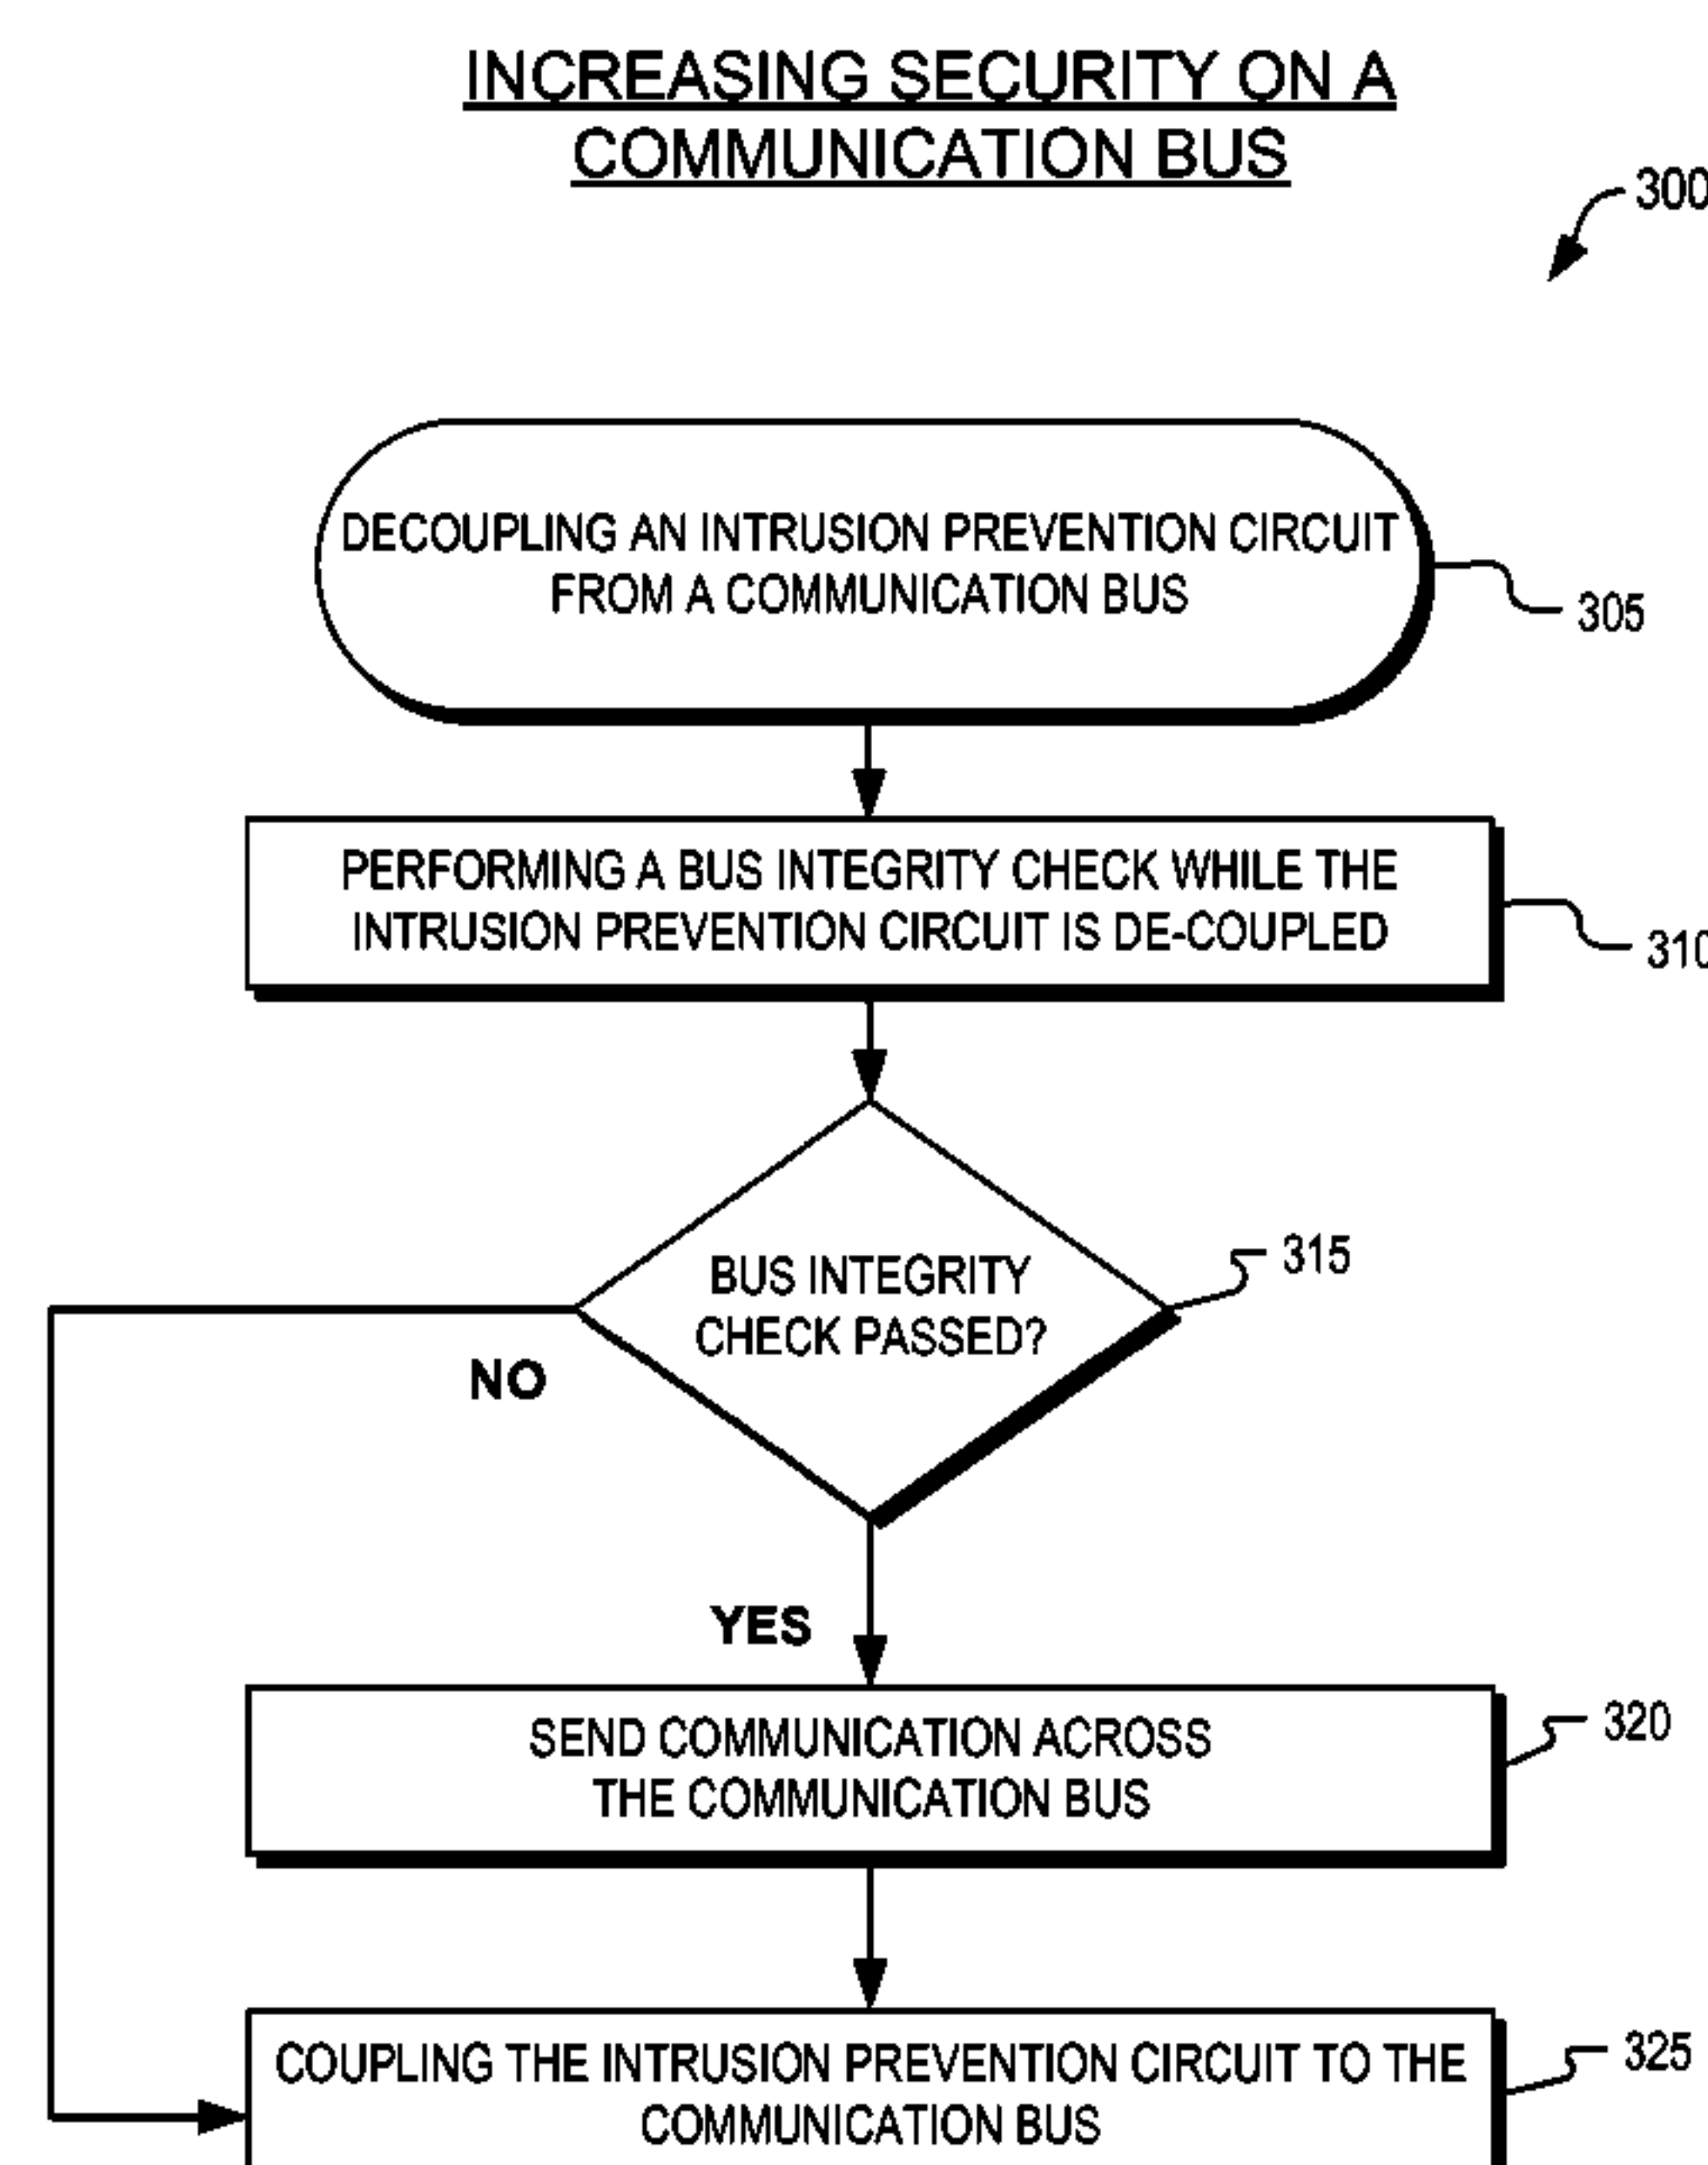 INCREASING SECURITY ON A
COMMUNICATION BUS
300
DECOUPLING AN INTRUSION PREVENTION CIRCUIT
FROM A COMMUNICATION BUS
305
PERFORMING A BUS INTEGRITY CHECK WHILE THE
INTRUSION PREVENTION CIRCUIT IS DE-COUPLED
310
BUS INTEGRITY
CHECK PASSED?
315
NO
YES
SEND COMMUNICATION ACROSS
THE COMMUNICATION BUS
320
COUPLING THE INTRUSION PREVENTION CIRCUIT TO THE
COMMUNICATION BUS
325